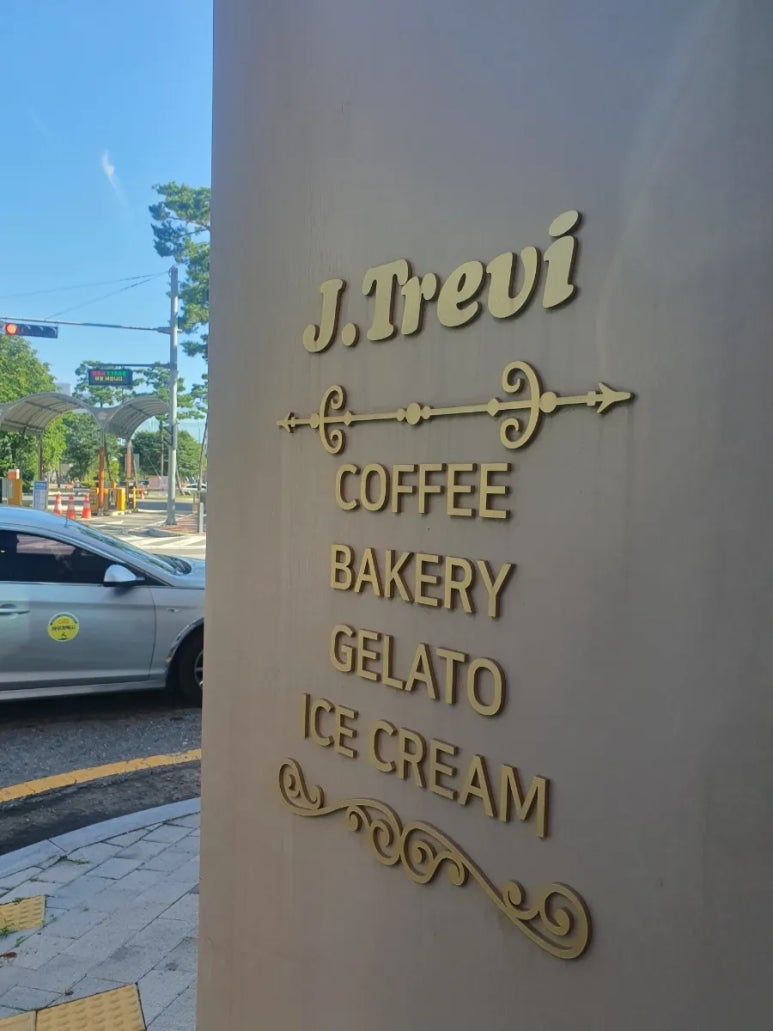 J.Trevi
COFFEE
BAKERY
GELATO
ICE CREAM